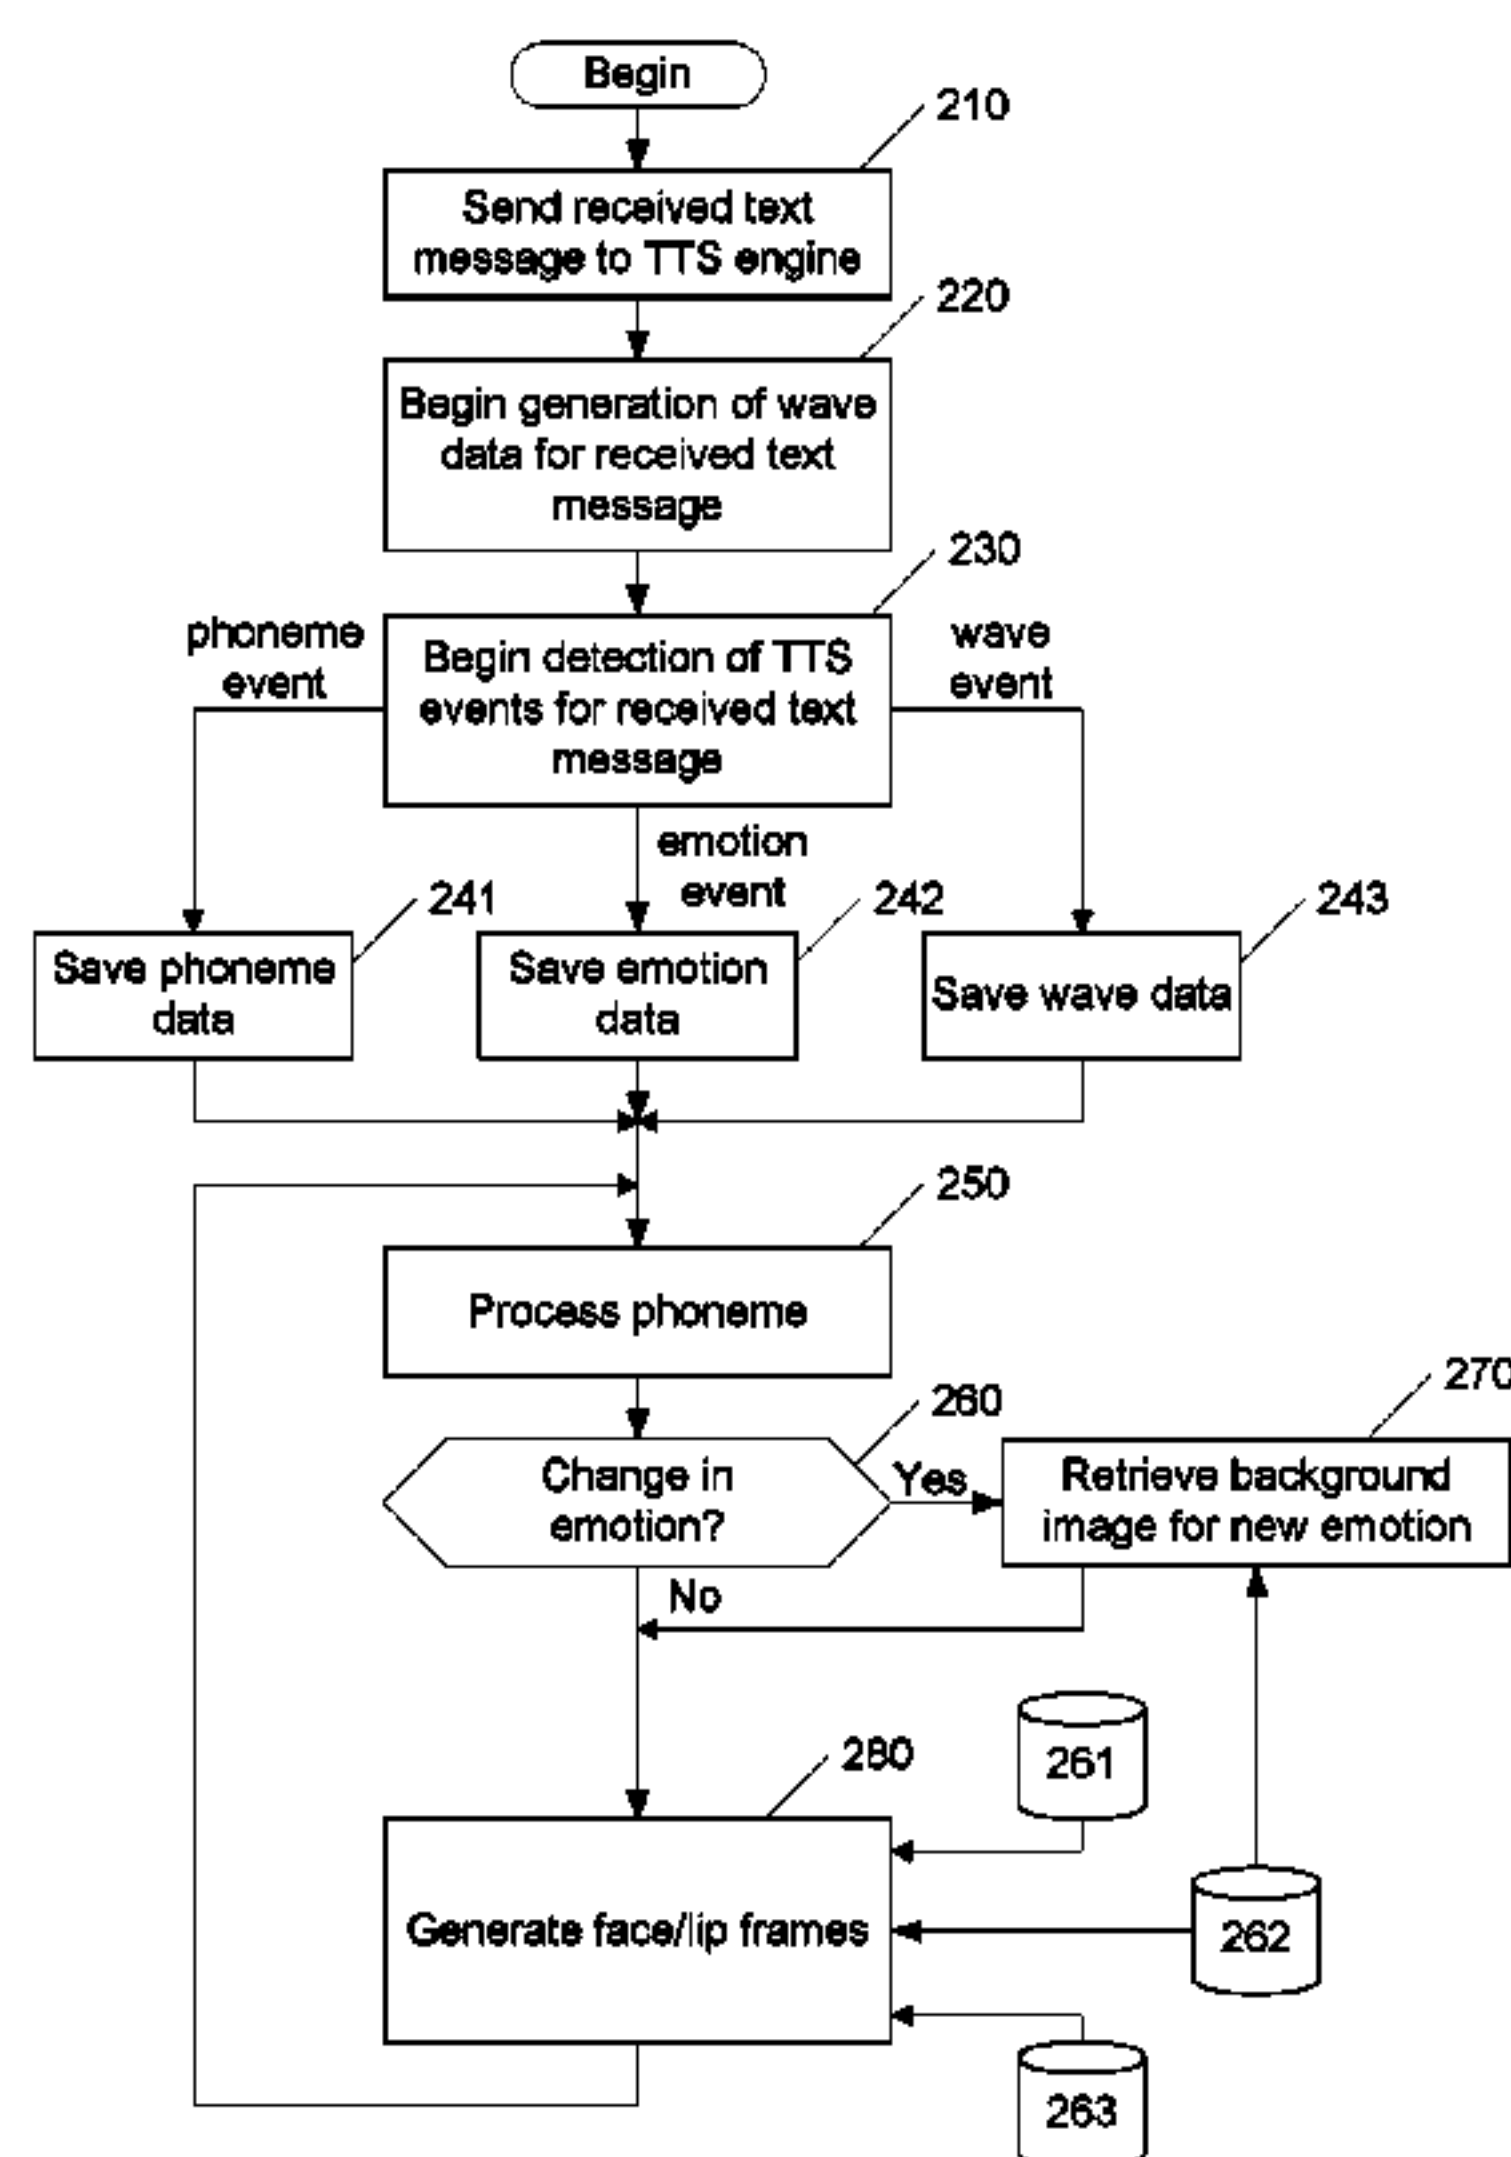 Begin
210
Send received text
message to TTS engine
220
Begin generation of wave
data for received text
message
230
phoneme
event
Begin detection of TTS
events for received text
message
wave
event
emotion
event
241
242
243
Save phoneme
data
Save emotion
data
Save wave data
250
Process phoneme
260
270
Change in
emotion?
Yes
Retrieve background
image for new emotion
No
261
280
Generate face/lip frames
262
263